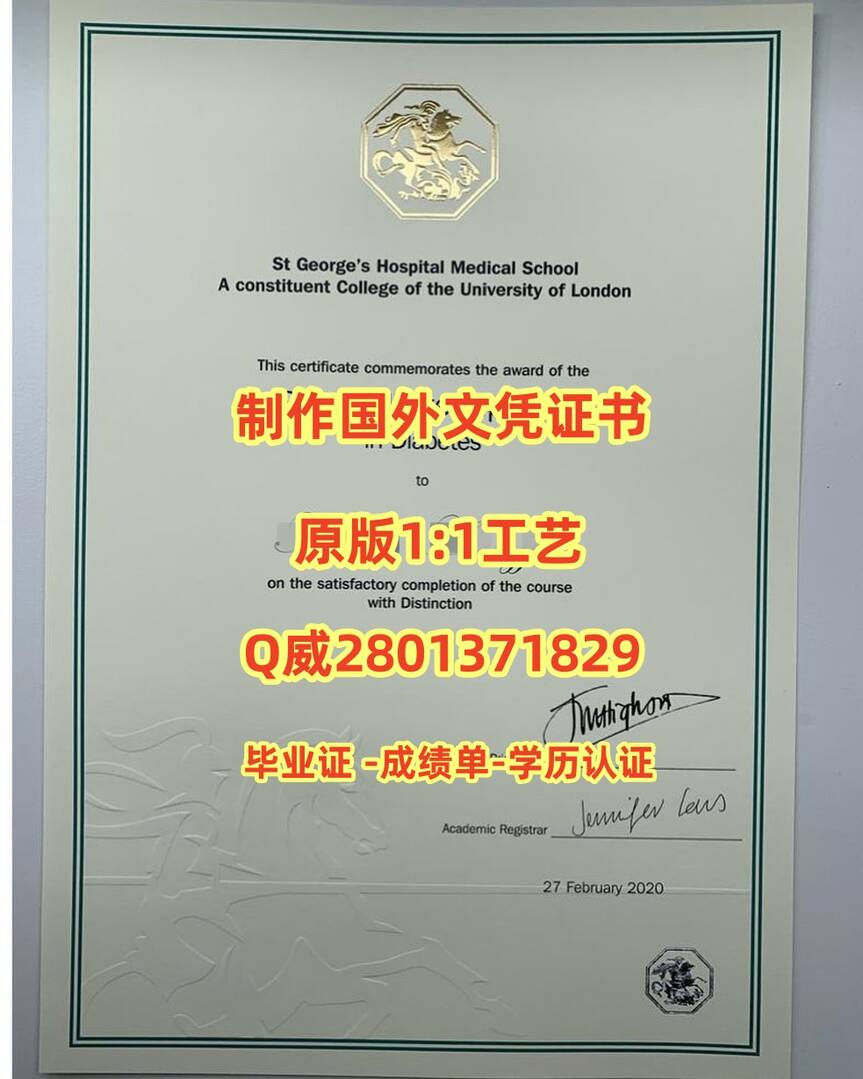 St George's Hospital Medical School
A constituent College of the University of London
This certificate commemorates the award of the
制作国外文凭证书
in Diabetes
to
原版1:1工艺
on the satisfactory completion of the course
with Distinction
Q威2801371829
毕业证 -成绩单-学历认证
Academic Registrar
27 February 2020